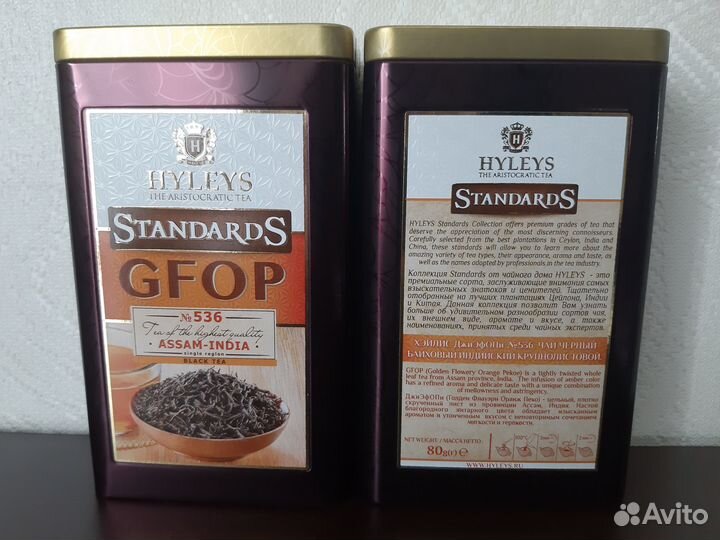 H
HYLEYS
THE ARISTOCRATIC TEA
STANDARDS
GFOP
№536
Tea of the highest quality
ASSAM-INDIA
single region
BLACK TEA
H
HYLEYS
THE ARISTOCRATIC TEA
STANDARDS
HYLEYS Standards Collection offers premium grades of tea that
deserve the appreciation of the most discerning connoisseurs.
Carefully selected from the best plantations in Ceylon, India and
China, these standards will allow you to learn more about the
amazing variety of tea types, their appearance, aroma and taste, as
well as the names adopted by professionals in the tea industry.
Коллекция Standards от чайного дома HYLEYS - это
премиальные сорта, заслуживающие внимания самых
взыскательных знатоков и ценителей. Тщательно
отобранные на лучших плантациях Цейлона, Индии
и Китая. Данная коллекция позволит Вам узнать
больше об удивительном разнообразии сортов чая,
их внешнем виде, аромате и вкусе, а также
наименованиях, принятых среди чайных экспертов.
ХЭЙЛИС ДжиЭфОПи №536 ЧАЙ ЧЕРНЫЙ
БАЙХОВЫЙ ИНДИЙСКИЙ КРУПНОЛИСТОВОЙ.
GFOP (Golden Flowery Orange Pekoe) is a tightly twisted whole
leaf tea from Assam province, India. The infusion of amber color
has a refined aroma and delicate taste with a unique combination
of mellowness and astringency.
ДжиЭфОПи (Голден Флауэри Оранж Пеко) - цельный, плотно
скрученный лист из провинции Ассам, Индия. Настой
благородного янтарного цвета обладает изысканным
ароматом и утонченным вкусом с неповторимым сочетанием
мягкости и терпкости.
NET WEIGHT / МАССА НЕТТО
80g(г) ℮
100°C
WWW.HYLEYS.RU
Avito